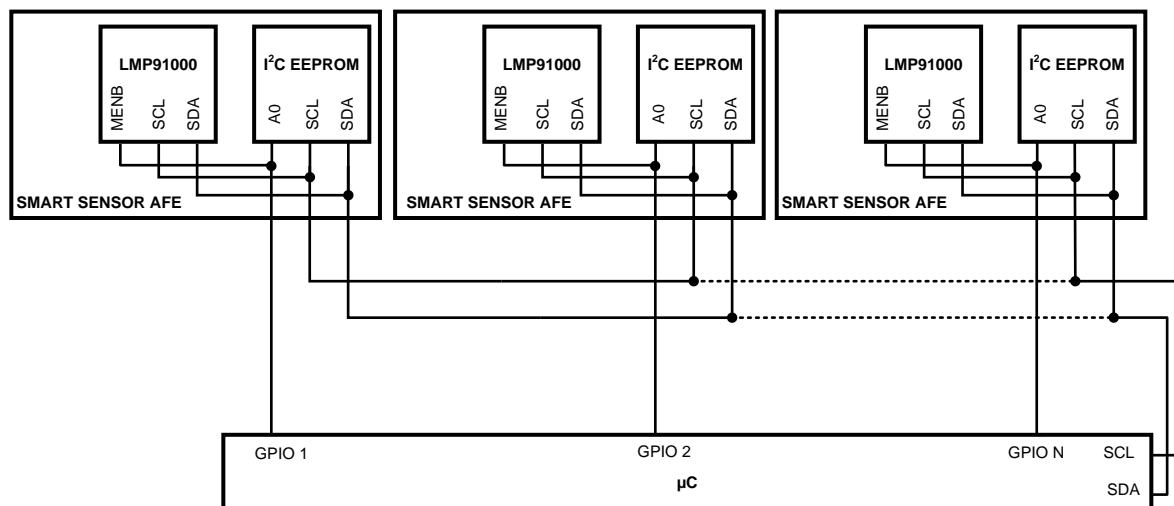 LMP91000
I²C EEPROM
MENB
SCL
SDA
A0
SCL
SDA
SMART SENSOR AFE
LMP91000
I²C EEPROM
MENB
SCL
SDA
A0
SCL
SDA
SMART SENSOR AFE
LMP91000
I²C EEPROM
MENB
SCL
SDA
A0
SCL
SDA
SMART SENSOR AFE
GPIO 1
GPIO 2
GPIO N
SCL
µC
SDA